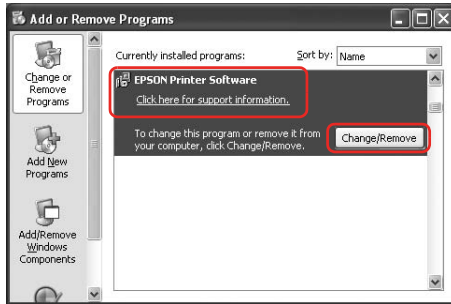 Add or Remove Programs
Change or
Remove
Programs
Add New
Programs
Add/Remove
Windows
Components
Currently installed programs:
Sort by:
Name
EPSON Printer Software
Click here for support information.
To change this program or remove it from
your computer, click Change/Remove.
Change/Remove